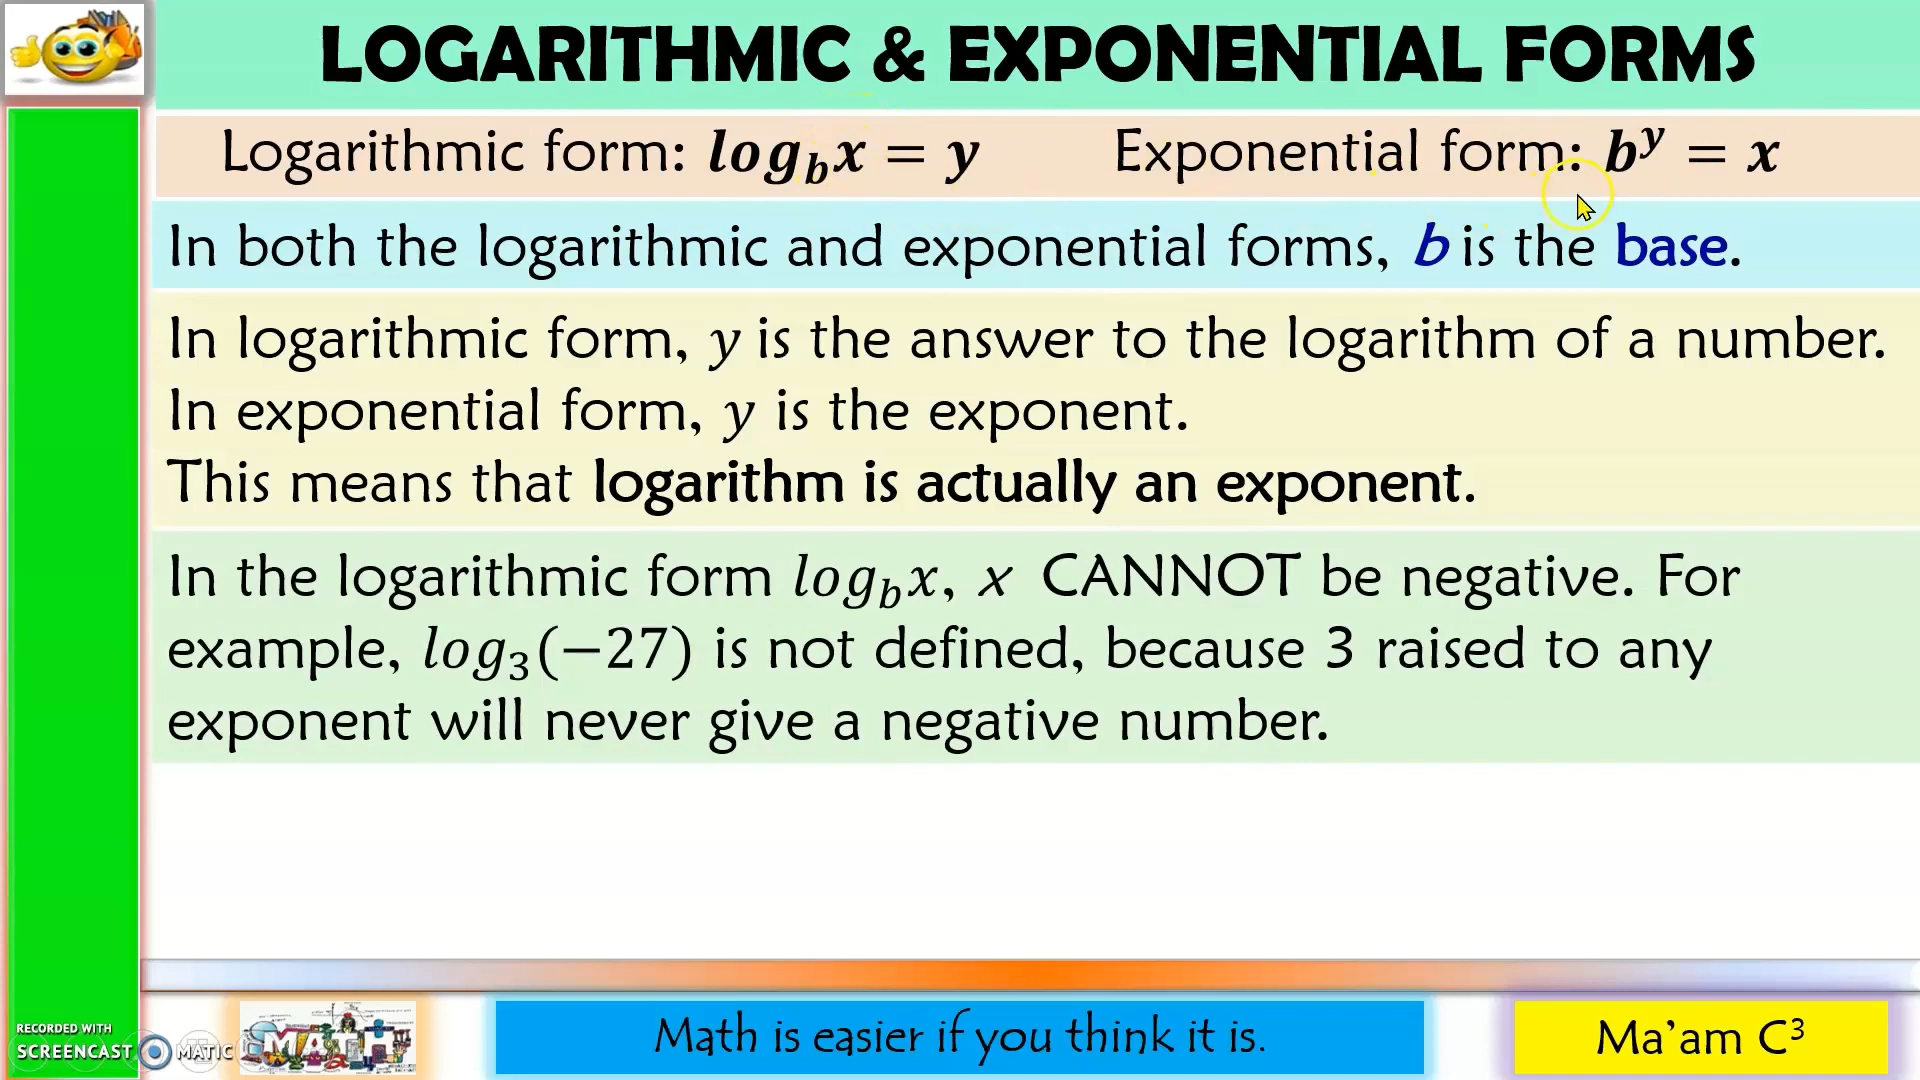 LOGARITHMIC & EXPONENTIAL FORMS
Logarithmic form: log_b x = y Exponential form: b^y = x
In both the logarithmic and exponential forms, b is the base.
In logarithmic form, y is the answer to the logarithm of a number.
In exponential form, y is the exponent.
This means that logarithm is actually an exponent.
In the logarithmic form log_b x, x CANNOT be negative. For
example, log_3(−27) is not defined, because 3 raised to any
exponent will never give a negative number.
RECORDED WITH
SCREENCAST MATIC
MATH
Math is easier if you think it is.
Ma’am C³